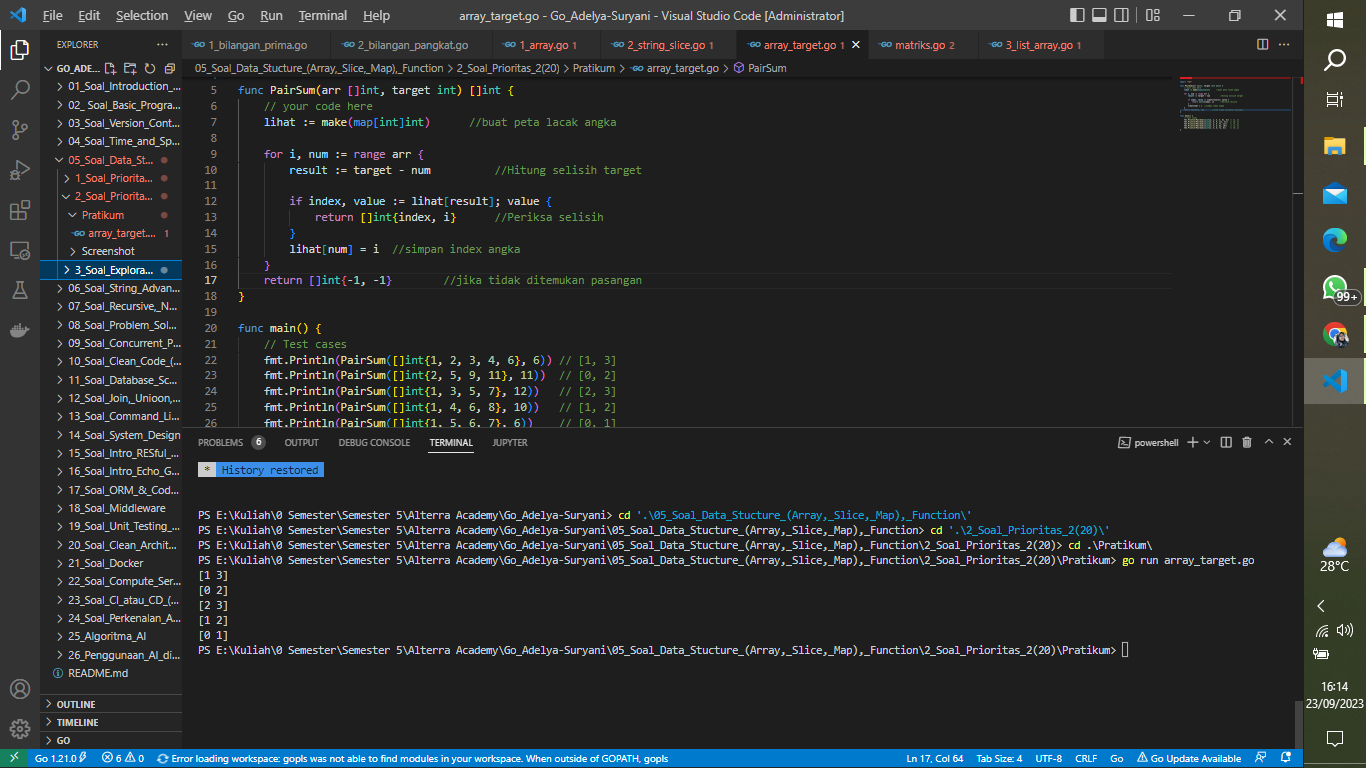 File Edit Selection View Go Run Terminal Help array_target.go - Go_Adelya-Suryani - Visual Studio Code [Administrator]
EXPLORER
1_bilangan_prima.go 2_bilangan_pangkat.go 1_array.go 1 2_string_slice.go 1 array_target.go 1 matriks.go 2 3_list_array.go 1
GO_ADE...
05_Soal_Data_Stucture_(Array,_Slice,_Map),_Function > 2_Soal_Prioritas_2(20) > Pratikum > array_target.go > PairSum
01_Soal_Introduction_...
02_ Soal_Basic_Progra...
03_Soal_Version_Cont...
04_Soal_Time_and_Sp...
05_Soal_Data_St...
1_Soal_Priorita...
2_Soal_Priorita...
Pratikum
array_target.... 1
Screenshot
3_Soal_Explora...
06_Soal_String_Advan...
07_Soal_Recursive,_N...
08_Soal_Problem_Sol...
09_Soal_Concurrent_P...
10_Soal_Clean_Code_(...
11_Soal_Database_Sc...
12_Soal_Join,_Unioon,...
13_Soal_Command_Li...
14_Soal_System_Design
15_Soal_Intro_RESful_...
16_Soal_Intro_Echo_G...
17_Soal_ORM_&_Cod...
18_Soal_Middleware
19_Soal_Unit_Testing_...
20_Soal_Clean_Archit...
21_Soal_Docker
22_Soal_Compute_Ser...
23_Soal_CI_atau_CD_(...
24_Soal_Perkenalan_A...
25_Algoritma_AI
26_Penggunaan_AI_di...
README.md
OUTLINE
TIMELINE
GO
5 func PairSum(arr []int, target int) []int {
6 // your code here
7 lihat := make(map[int]int) //buat peta lacak angka
8
9 for i, num := range arr {
10 result := target - num //Hitung selisih target
11
12 if index, value := lihat[result]; value {
13 return []int{index, i} //Periksa selisih
14 }
15 lihat[num] = i //simpan index angka
16 }
17 return []int{-1, -1} //jika tidak ditemukan pasangan
18 }
19
20 func main() {
21 // Test cases
22 fmt.Println(PairSum([]int{1, 2, 3, 4, 6}, 6)) // [1, 3]
23 fmt.Println(PairSum([]int{2, 5, 9, 11}, 11)) // [0, 2]
24 fmt.Println(PairSum([]int{1, 3, 5, 7}, 12)) // [2, 3]
25 fmt.Println(PairSum([]int{1, 4, 6, 8}, 10)) // [1, 2]
26 fmt.Println(PairSum([]int{1, 5, 6, 7}, 6)) // [0, 1]
PROBLEMS 6 OUTPUT DEBUG CONSOLE TERMINAL JUPYTER powershell
* History restored
PS E:\Kuliah\0 Semester\Semester 5\Alterra Academy\Go_Adelya-Suryani> cd '.\05_Soal_Data_Stucture_(Array,_Slice,_Map),_Function\'
PS E:\Kuliah\0 Semester\Semester 5\Alterra Academy\Go_Adelya-Suryani\05_Soal_Data_Stucture_(Array,_Slice,_Map),_Function> cd '.\2_Soal_Prioritas_2(20)\'
PS E:\Kuliah\0 Semester\Semester 5\Alterra Academy\Go_Adelya-Suryani\05_Soal_Data_Stucture_(Array,_Slice,_Map),_Function\2_Soal_Prioritas_2(20)> cd .\Pratikum\
PS E:\Kuliah\0 Semester\Semester 5\Alterra Academy\Go_Adelya-Suryani\05_Soal_Data_Stucture_(Array,_Slice,_Map),_Function\2_Soal_Prioritas_2(20)\Pratikum> go run array_target.go
[1 3]
[0 2]
[2 3]
[1 2]
[0 1]
PS E:\Kuliah\0 Semester\Semester 5\Alterra Academy\Go_Adelya-Suryani\05_Soal_Data_Stucture_(Array,_Slice,_Map),_Function\2_Soal_Prioritas_2(20)\Pratikum>
Go 1.21.0 6 0 Error loading workspace: gopls was not able to find modules in your workspace. When outside of GOPATH, gopls Ln 17, Col 64 Tab Size: 4 UTF-8 CRLF Go Go Update Available
99+
28°C
16:14
23/09/2023